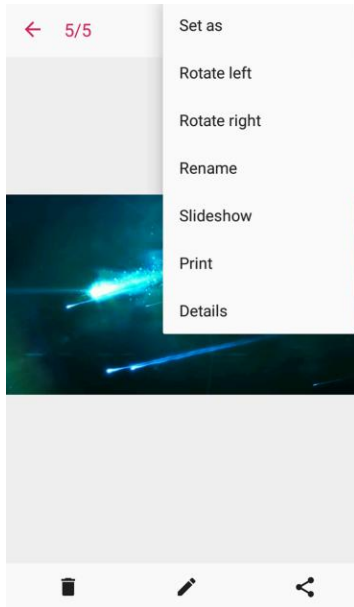 5/5
Set as
Rotate left
Rotate right
Rename
Slideshow
Print
Details